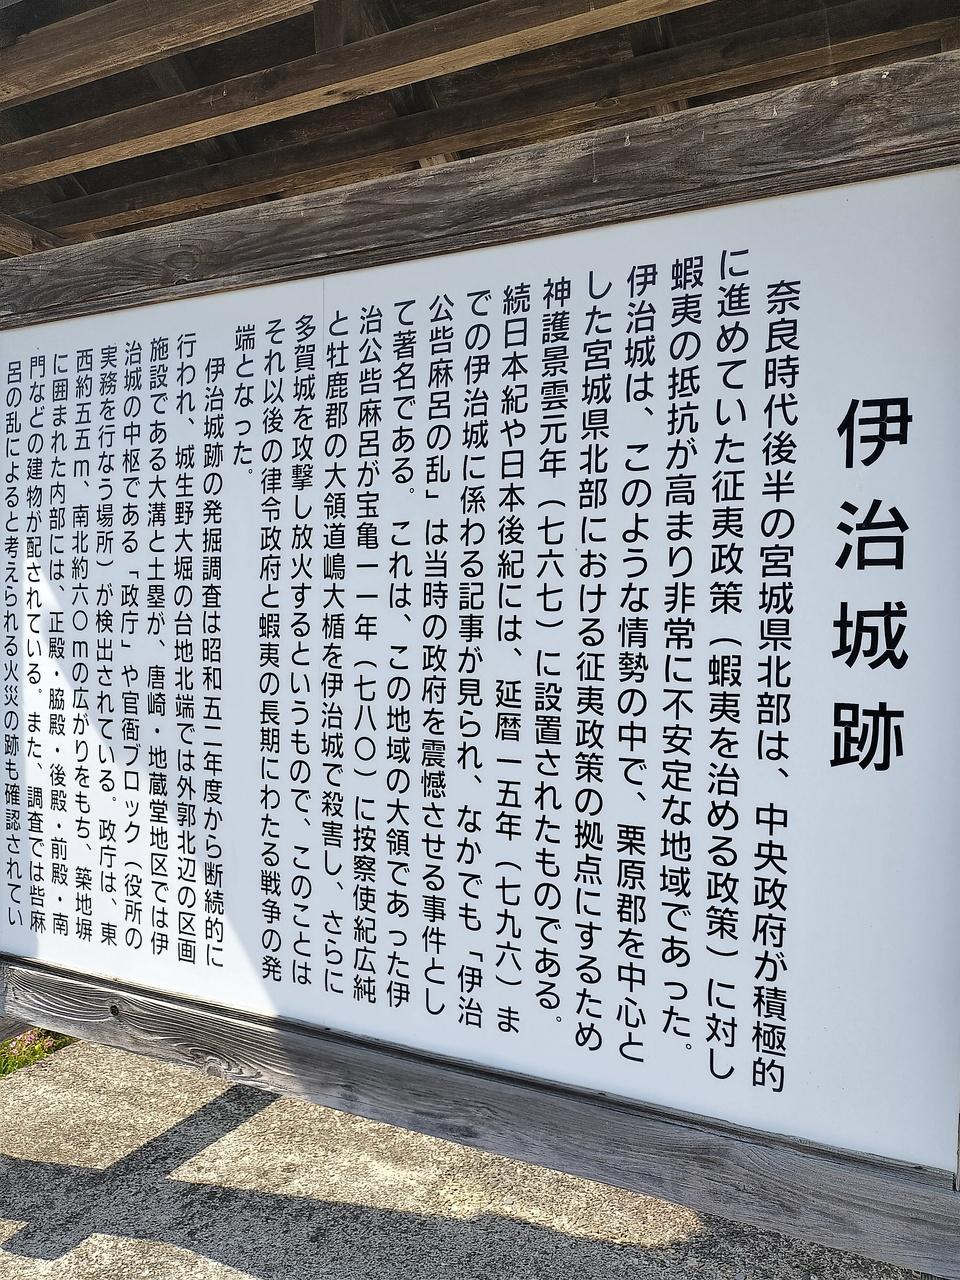 伊治城跡
奈良時代後半の宮城県北部は、中央政府が積極的
に進めていた征夷政策（蝦夷を治める政策）に対し
蝦夷の抵抗が高まり非常に不安定な地域であった。
伊治城は、このような情勢の中で、栗原郡を中心と
した宮城県北部における征夷政策の拠点にするため
神護景雲元年（七六七）に設置されたものである。
続日本紀や日本後紀には、延暦一五年（七九六）ま
での伊治城に係わる記事が見られ、なかでも「伊治
公呰麻呂の乱」は当時の政府を震憾させる事件とし
て著名である。これは、この地域の大領であった伊
治公呰麻呂が宝亀一一年（七八〇）に按察使紀広純
と牡鹿郡の大領道嶋大楯を伊治城で殺害し、さらに
多賀城を攻撃し放火するというもので、このことは
それ以後の律令政府と蝦夷の長期にわたる戦争の発
端となった。
伊治城跡の発掘調査は昭和五二年度から断続的に
行われ、城生野大堀の台地北端では外郭北辺の区画
施設である大溝と土塁が、唐崎・地蔵堂地区では伊
治城の中枢である「政庁」や官衙ブロック（役所の
実務を行なう場所）が検出されている。政庁は、東
西約五五ｍ、南北約六〇ｍの広がりをもち、築地塀
に囲まれた内部には、正殿・脇殿・後殿・前殿・南
門などの建物が配されている。また、調査では呰麻
呂の乱によると考えられる火災の跡も確認されてい